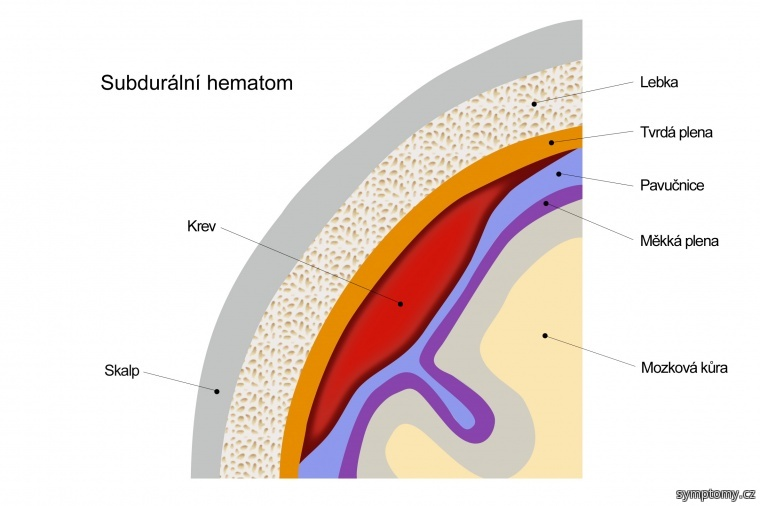 Subdurální hematom
Lebka
Tvrdá plena
Pavučnice
Krev
Měkká plena
Skalp
Mozková kůra
symptomy.cz